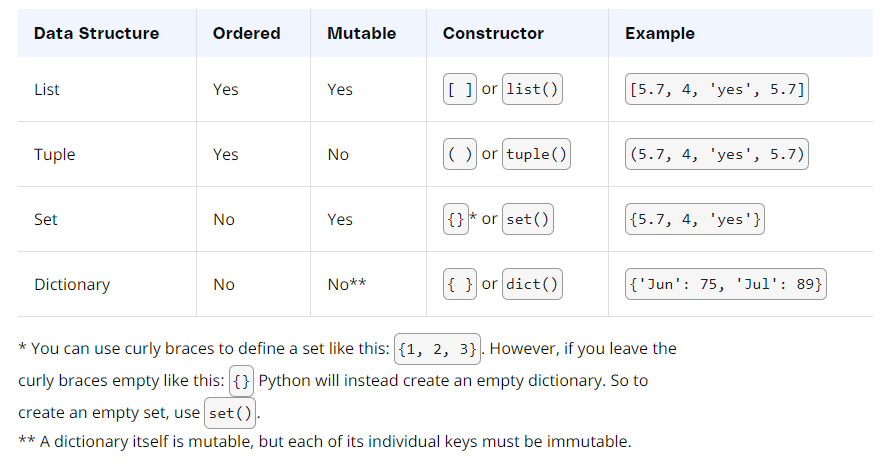 Data Structure Ordered Mutable Constructor Example
List Yes Yes [ ] or list() [5.7, 4, 'yes', 5.7]
Tuple Yes No ( ) or tuple() (5.7, 4, 'yes', 5.7)
Set No Yes {}* or set() {5.7, 4, 'yes'}
Dictionary No No** { } or dict() {'Jun': 75, 'Jul': 89}
* You can use curly braces to define a set like this: {1, 2, 3}. However, if you leave the
curly braces empty like this: {} Python will instead create an empty dictionary. So to
create an empty set, use set().
** A dictionary itself is mutable, but each of its individual keys must be immutable.